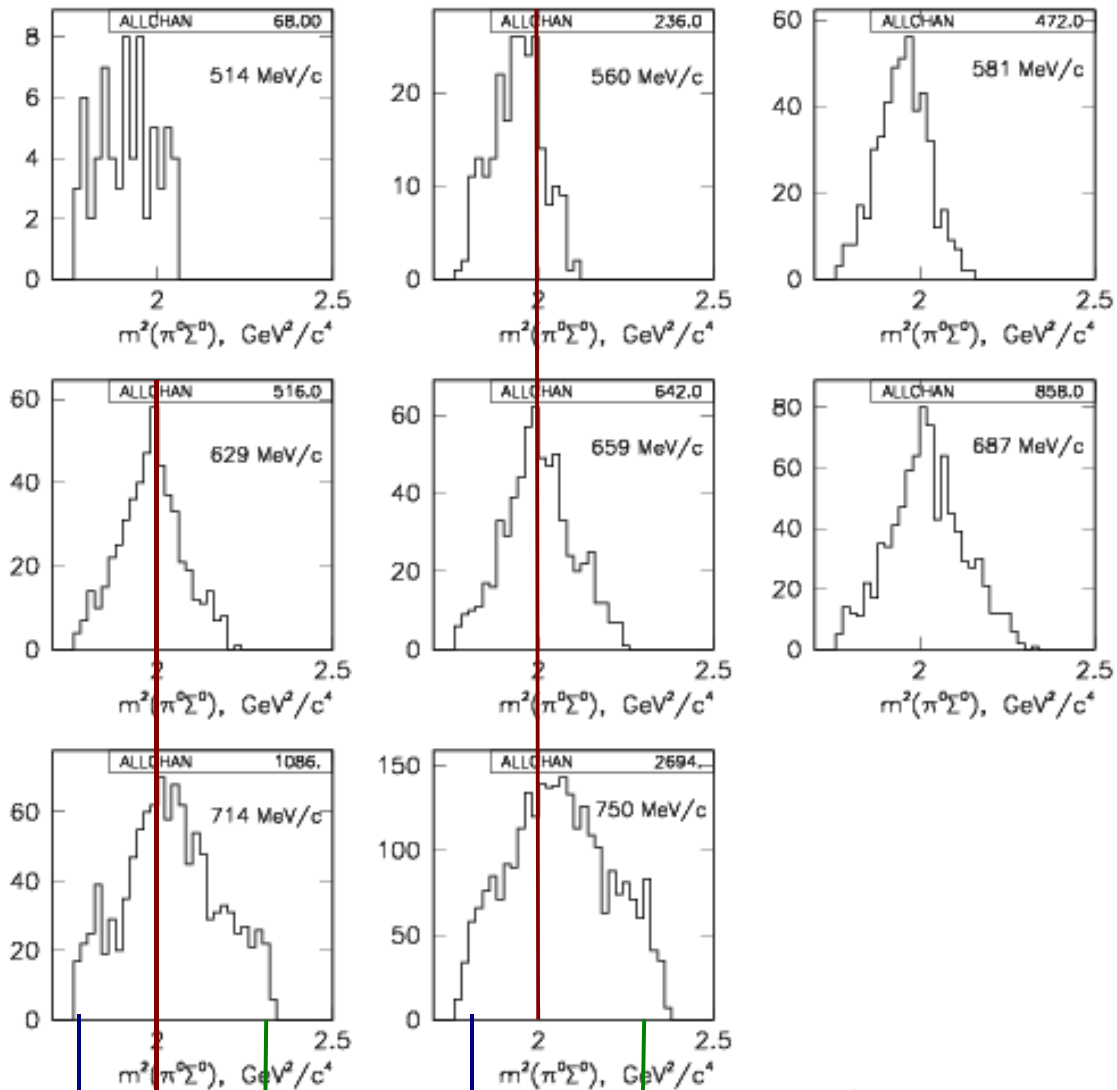 ALLCHAN 68.00
514 MeV/c
8
6
4
2
0
2
2.5
m²(π⁰Σ⁰), GeV²/c⁴
ALLCHAN 236.0
560 MeV/c
20
10
0
2
2.5
m²(π⁰Σ⁰), GeV²/c⁴
ALLCHAN 472.0
581 MeV/c
60
40
20
0
2
2.5
m²(π⁰Σ⁰), GeV²/c⁴
ALLCHAN 516.0
629 MeV/c
60
40
20
0
2
2.5
m²(π⁰Σ⁰), GeV²/c⁴
ALLCHAN 642.0
659 MeV/c
60
40
20
0
2
2.5
m²(π⁰Σ⁰), GeV²/c⁴
ALLCHAN 858.0
687 MeV/c
80
60
40
20
0
2
2.5
m²(π⁰Σ⁰), GeV²/c⁴
ALLCHAN 1086.
714 MeV/c
60
40
20
0
2
2.5
m²(π⁰Σ⁰), GeV²/c⁴
ALLCHAN 2694.
750 MeV/c
150
100
50
0
2
2.5
m²(π⁰Σ⁰), GeV²/c⁴